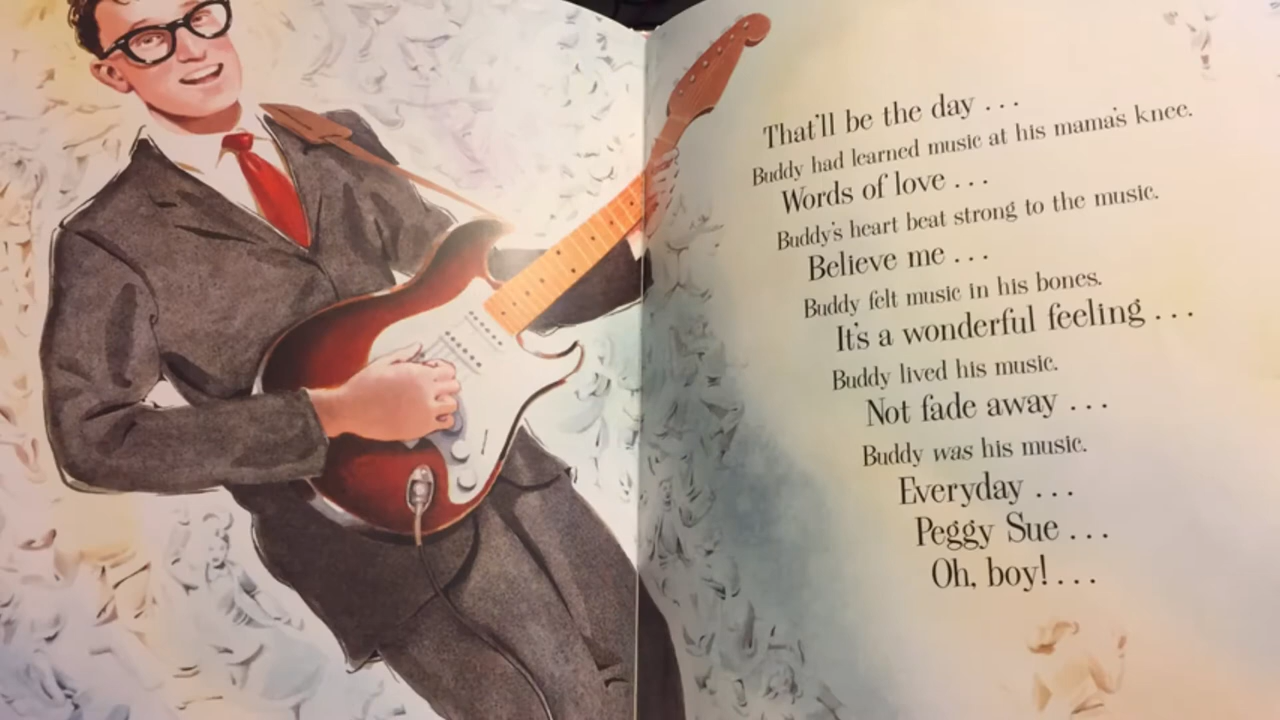 That'll be the day . . .
Buddy had learned music at his mama's knee.
Words of love . . .
Buddy's heart beat strong to the music.
Believe me . . .
Buddy felt music in his bones.
It's a wonderful feeling . . .
Buddy lived his music.
Not fade away . . .
Buddy was his music.
Everyday . . .
Peggy Sue . . .
Oh, boy! . . .